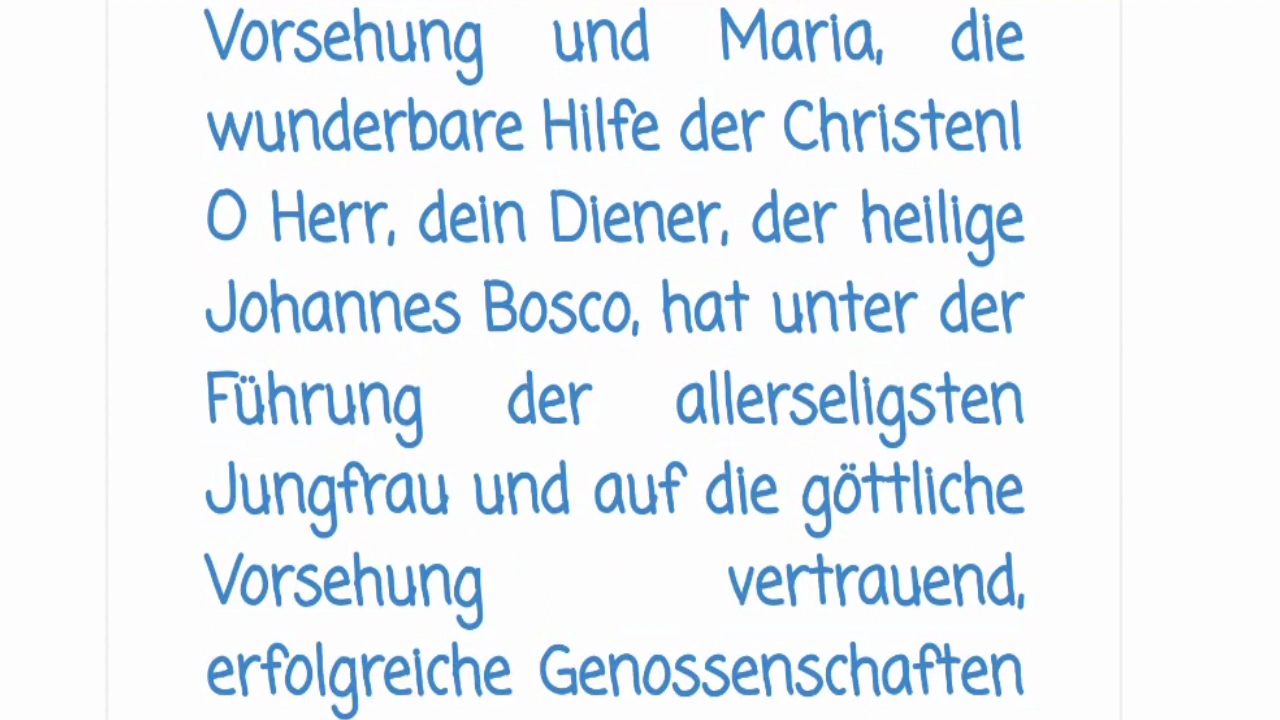 Vorsehung und Maria, die
wunderbare Hilfe der Christen!
O Herr, dein Diener, der heilige
Johannes Bosco, hat unter der
Führung der allerseligsten
Jungfrau und auf die göttliche
Vorsehung vertrauend,
erfolgreiche Genossenschaften